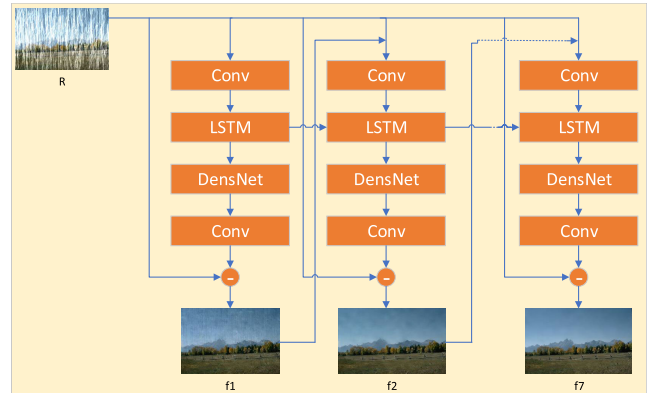 R
Conv
Conv
Conv
LSTM
LSTM
LSTM
DensNet
DensNet
DensNet
Conv
Conv
Conv
-
-
-
f1
f2
f7